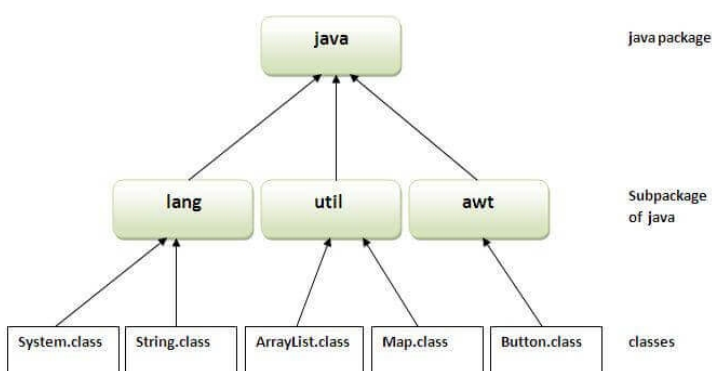 java
java package
lang
util
awt
Subpackage
of java
System.class
String.class
ArrayList.class
Map.class
Button.class
classes